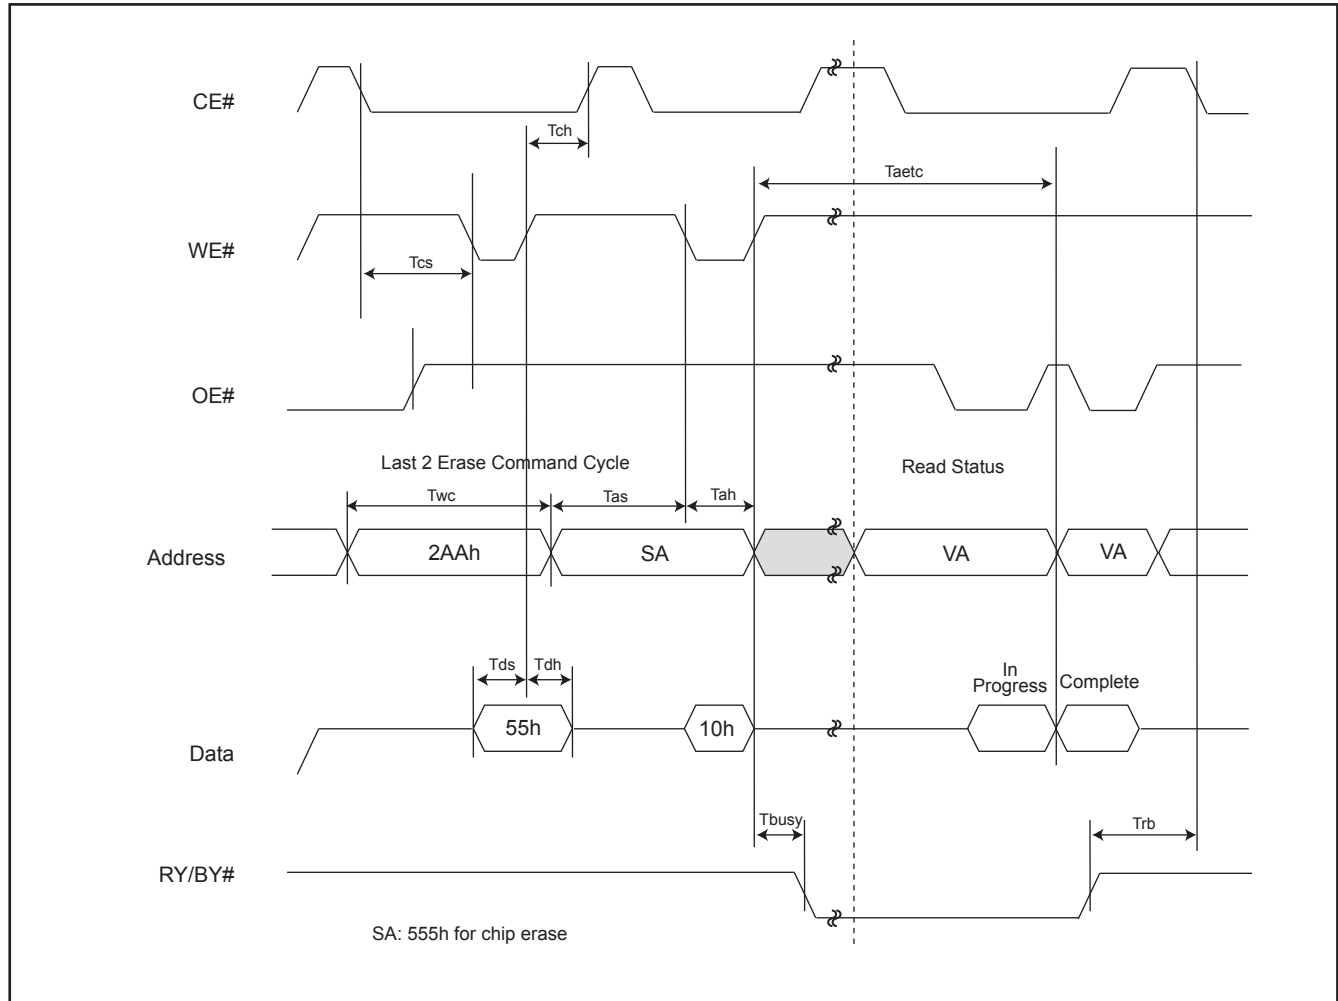 CE#
Tch
Taetc
WE#
Tcs
OE#
Last 2 Erase Command Cycle
Read Status
Twc
Tas
Tah
Address
2AAh
SA
VA
VA
Tds
Tdh
In
Progress
Complete
55h
10h
Data
Tbusy
Trb
RY/BY#
SA: 555h for chip erase